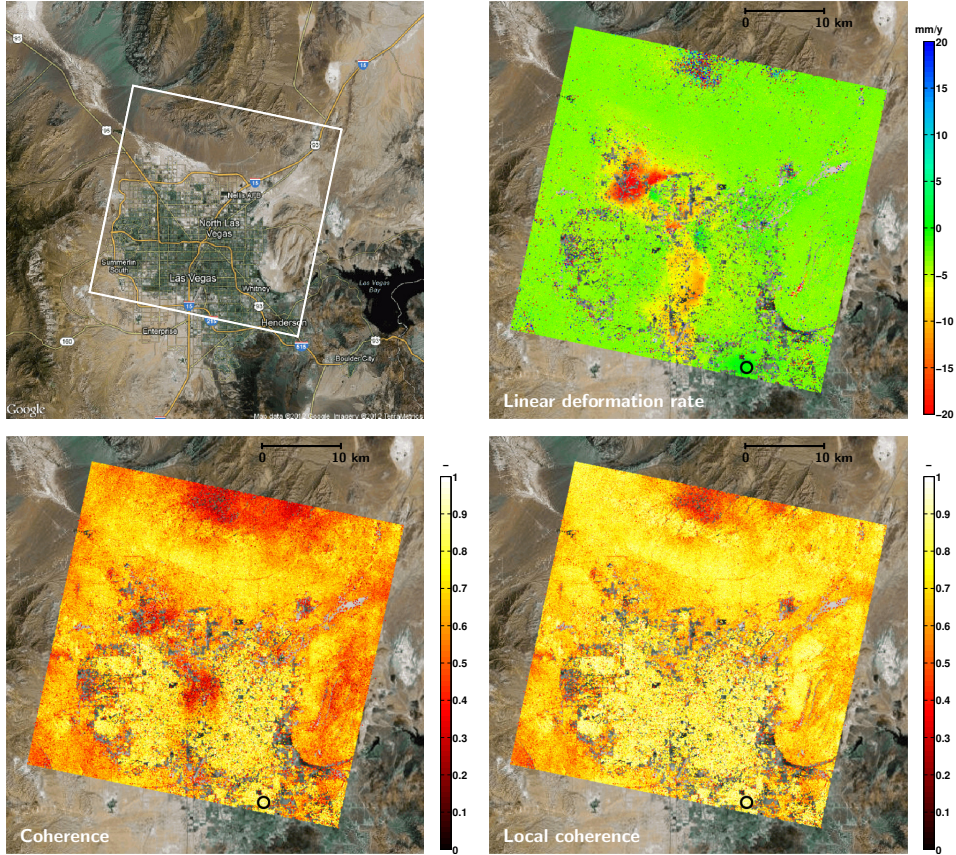 95
15
93
95
15
Nellis AFB
North Las
Vegas
Summerlin
South
Las Vegas
Whitney
Las Vegas
Bay
93
15
215
Henderson
Enterprise
160
515
93
Boulder City
Google
Map data ©2012 Google, Imagery ©2012 TerraMetrics
0 10 km
mm/y
20
15
10
5
0
−5
−10
−15
−20
Linear deformation rate
0 10 km
–
1
0.9
0.8
0.7
0.6
0.5
0.4
0.3
0.2
0.1
0
Coherence
0 10 km
–
1
0.9
0.8
0.7
0.6
0.5
0.4
0.3
0.2
0.1
0
Local coherence